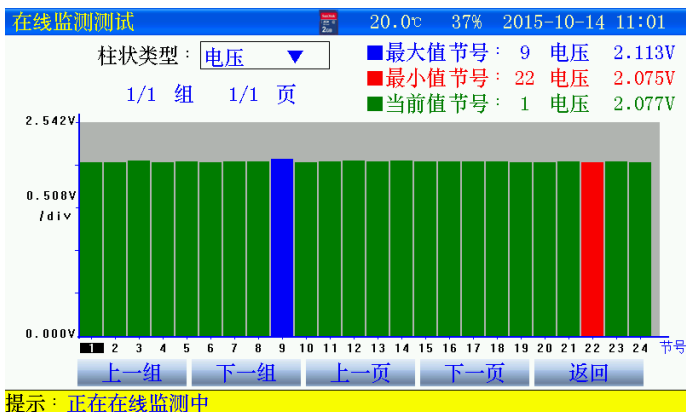 在线监测测试 20.0℃ 37% 2015-10-14 11:01
柱状类型： 电压 ▼
1/1 组 1/1 页
■最大值节号： 9 电压 2.113V
■最小值节号： 22 电压 2.075V
■当前值节号： 1 电压 2.077V
2.542V
0.508V
/div
0.000V
1 2 3 4 5 6 7 8 9 10 11 12 13 14 15 16 17 18 19 20 21 22 23 24 节号
上一组 下一组 上一页 下一页 返回
提示：正在在线监测中